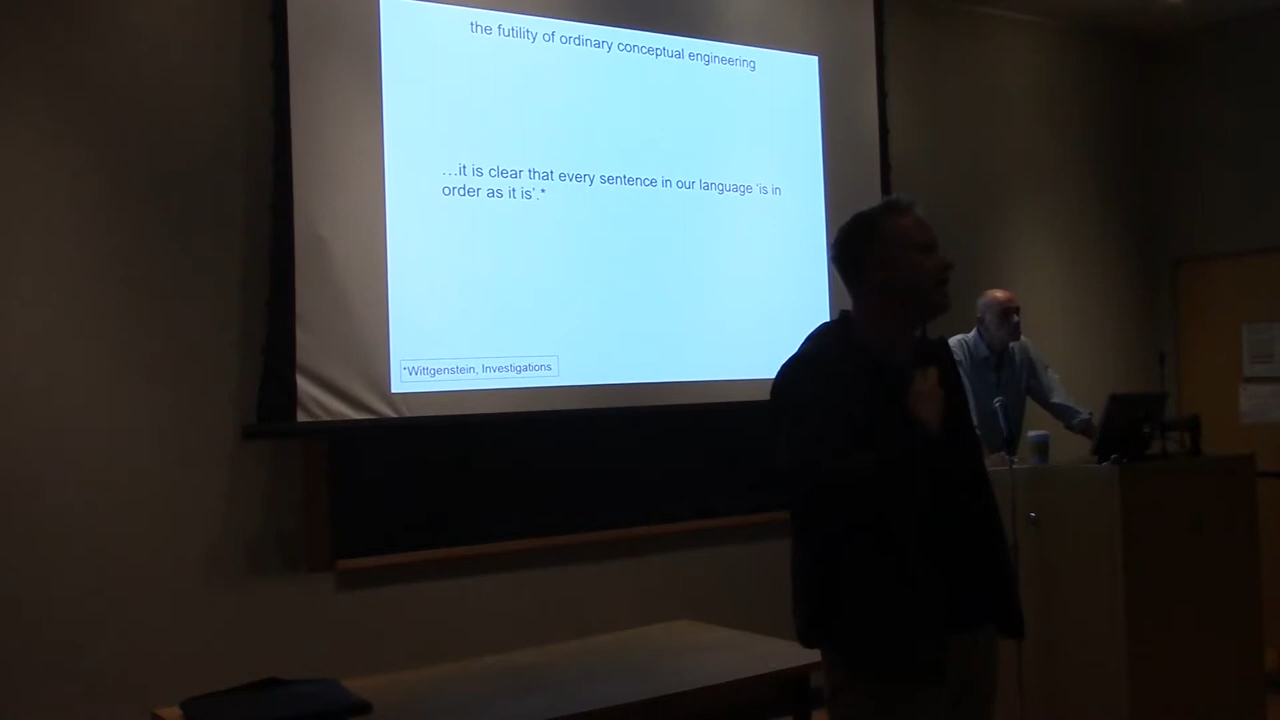 the futility of ordinary conceptual engineering
…it is clear that every sentence in our language ‘is in
order as it is’.*
*Wittgenstein, Investigations